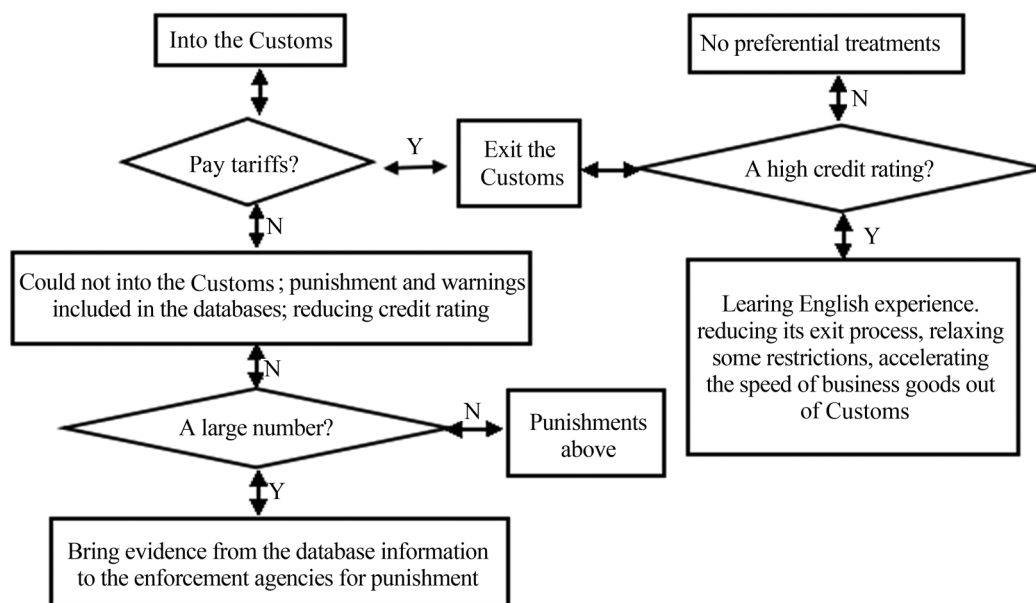 Into the Customs
No preferential treatments
N
Pay tariffs?
Y
Exit the
Customs
A high credit rating?
N
Y
Could not into the Customs; punishment and warnings
included in the databases; reducing credit rating
Learing English experience.
reducing its exit process, relaxing
some restrictions, accelerating
the speed of business goods out
of Customs
N
A large number?
N
Punishments
above
Y
Bring evidence from the database information
to the enforcement agencies for punishment